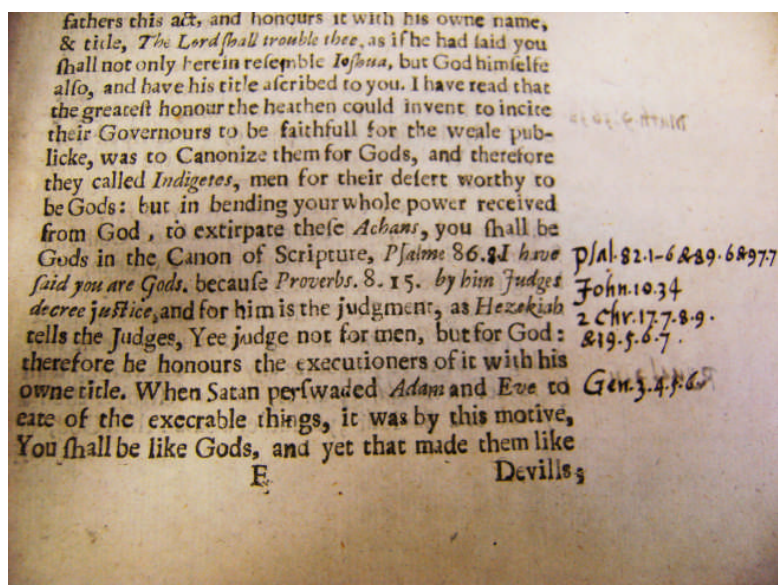 fathers this act, and honours it with his owne name,
& title, The Lord ſhall trouble thee, as if he had ſaid you
ſhall not only herein reſemble Ioſhua, but God himſelfe
alſo, and have his title aſcribed to you. I have read that
the greateſt honour the heathen could invent to incite
their Governours to be faithfull for the weale pub-
licke, was to Canonize them for Gods, and therefore
they called Indigetes, men for their deſert worthy to
be Gods: but in bending your whole power received
from God, to extirpate theſe Achans, you ſhall be
Gods in the Canon of Scripture, Pſalme 86.8 I have
ſaid you are Gods. becauſe Proverbs. 8. 15. by him Judges
decree juſtice, and for him is the judgment, as Hezekiah
tells the Judges, Yee judge not for men, but for God:
therefore he honours the executioners of it with his
owne title. When Satan perſwaded Adam and Eve to
eate of the execrable things, it was by this motive,
You ſhall be like Gods, and yet that made them like
E Devills;
pſal. 82.1-6 & 89.6 & 97.7
John. 10.34
2 Chr. 17.7.8.9.
& 19.5.6.7.
Gen. 3.4.5.6